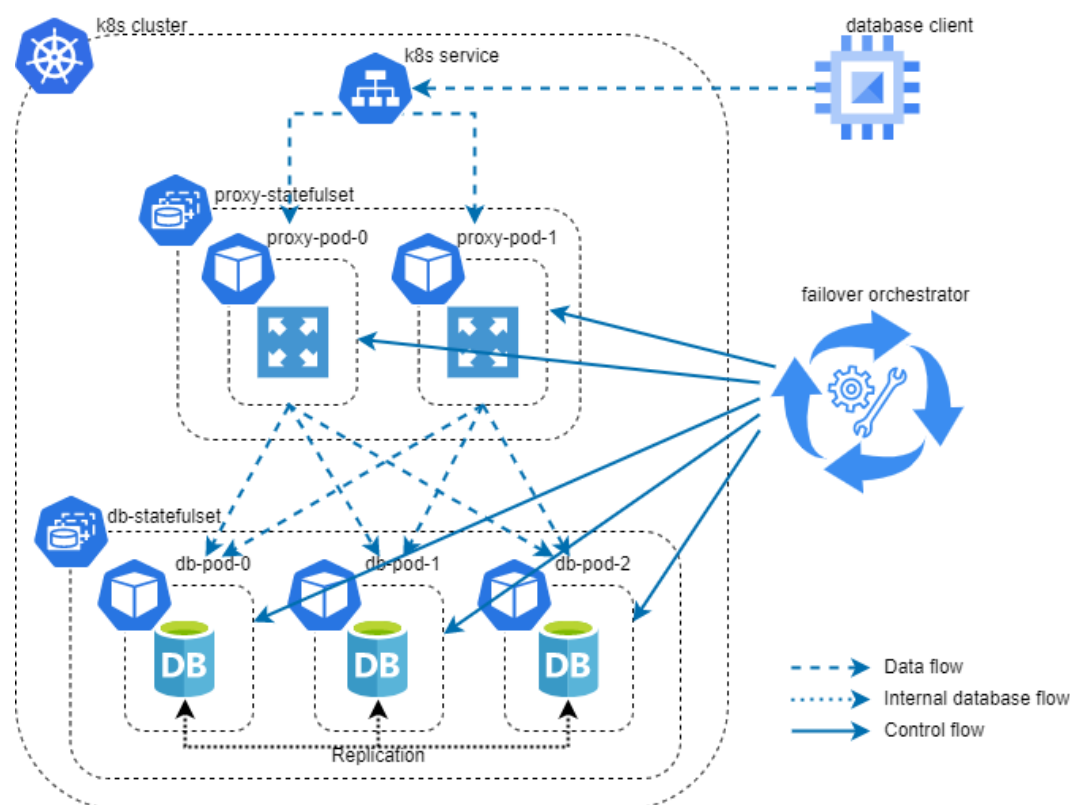 k8s cluster
database client
k8s service
proxy-statefulset
proxy-pod-0
proxy-pod-1
failover orchestrator
db-statefulset
db-pod-0
db-pod-1
db-pod-2
DB
DB
DB
Replication
Data flow
Internal database flow
Control flow